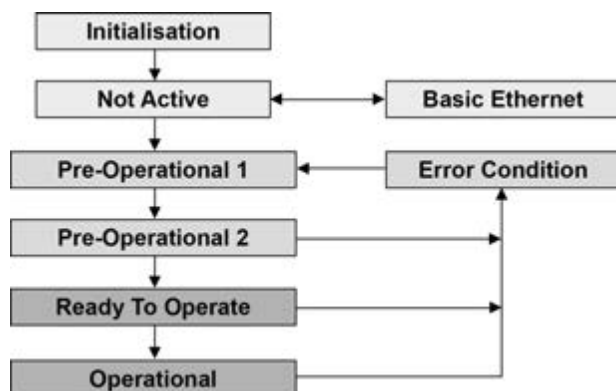 Initialisation
Not Active
Basic Ethernet
Pre-Operational 1
Error Condition
Pre-Operational 2
Ready To Operate
Operational